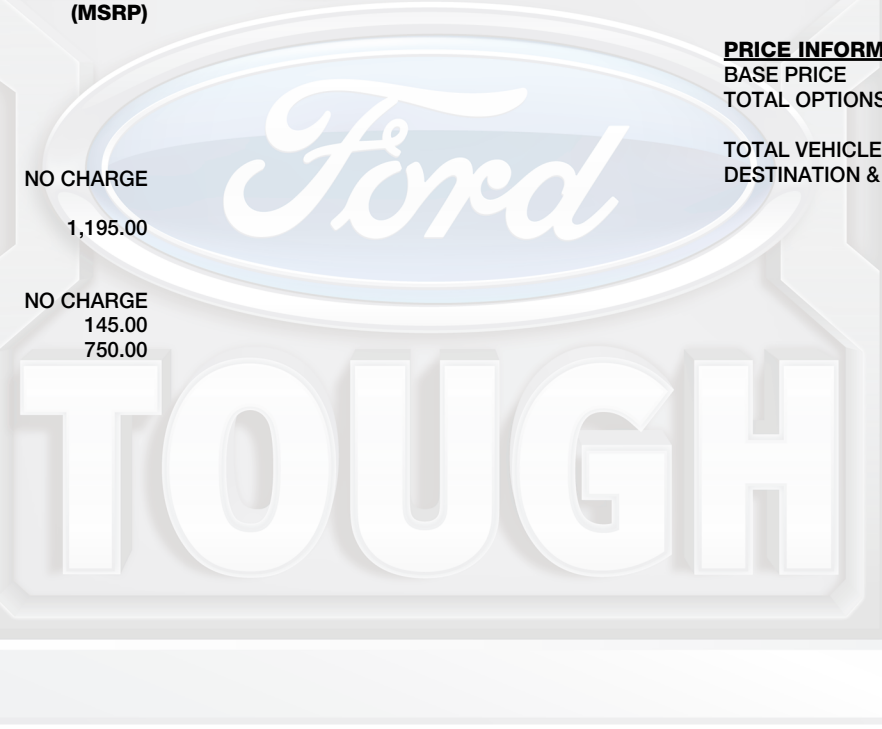 (MSRP)
NO CHARGE
1,195.00
NO CHARGE
145.00
750.00
PRICE INFORM
BASE PRICE
TOTAL OPTIONS
TOTAL VEHICLE
DESTINATION &
Ford
TOUGH